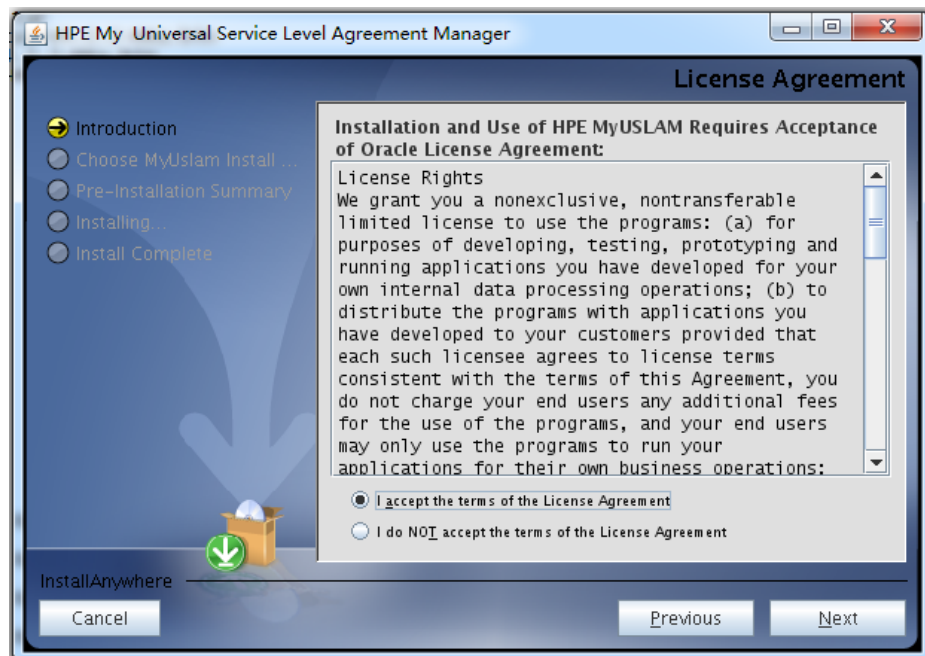 HPE My  Universal Service Level Agreement Manager
License Agreement
Introduction
Choose MyUslam Install ...
Pre-Installation Summary
Installing...
Install Complete
Installation and Use of HPE MyUSLAM Requires Acceptance
of Oracle License Agreement:
License Rights
We grant you a nonexclusive, nontransferable
limited license to use the programs: (a) for
purposes of developing, testing, prototyping and
running applications you have developed for your
own internal data processing operations; (b) to
distribute the programs with applications you
have developed to your customers provided that
each such licensee agrees to license terms
consistent with the terms of this Agreement, you
do not charge your end users any additional fees
for the use of the programs, and your end users
may only use the programs to run your
applications for their own business operations;
I accept the terms of the License Agreement
I do NOT accept the terms of the License Agreement
InstallAnywhere
Cancel
Previous
Next